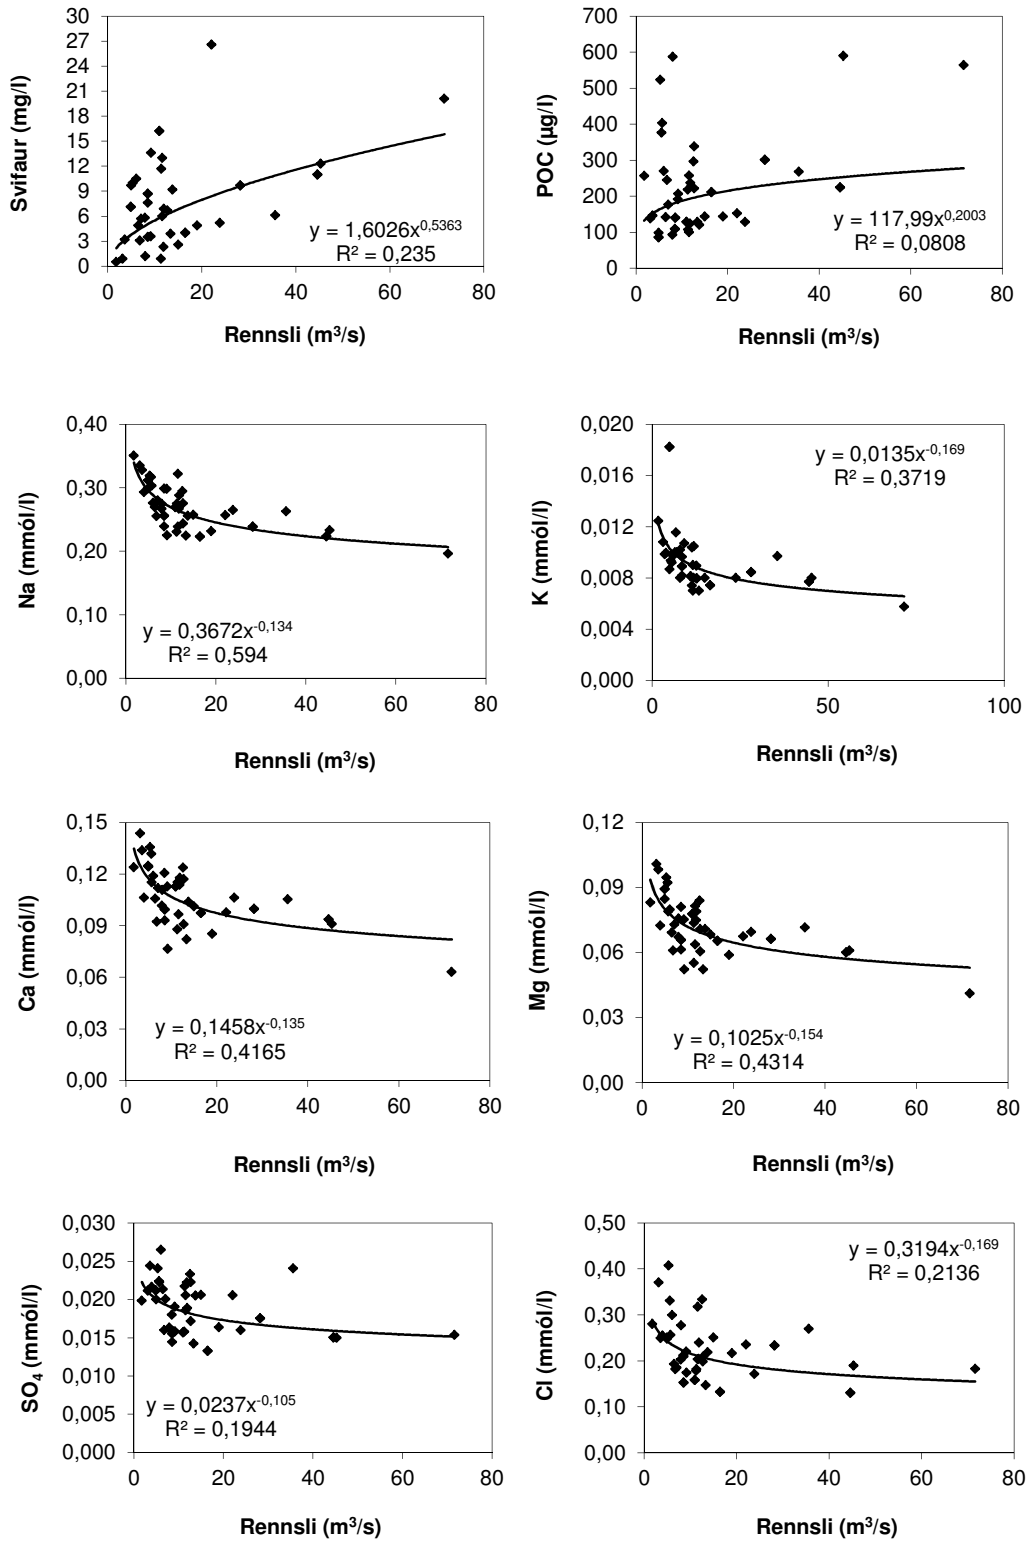 30
27
24
21
18
15
12
9
6
3
0
Svifaur (mg/l)
y = 1,6026x^0,5363
R² = 0,235
0 20 40 60 80
Rennsli (m³/s)
700
600
500
400
300
200
100
0
POC (µg/l)
y = 117,99x^0,2003
R² = 0,0808
0 20 40 60 80
Rennsli (m³/s)
0,40
0,30
0,20
0,10
0,00
Na (mmól/l)
y = 0,3672x^-0,134
R² = 0,594
0 20 40 60 80
Rennsli (m³/s)
0,020
0,016
0,012
0,008
0,004
0,000
K (mmól/l)
y = 0,0135x^-0,169
R² = 0,3719
0 50 100
Rennsli (m³/s)
0,15
0,12
0,09
0,06
0,03
0,00
Ca (mmól/l)
y = 0,1458x^-0,135
R² = 0,4165
0 20 40 60 80
Rennsli (m³/s)
0,12
0,09
0,06
0,03
0,00
Mg (mmól/l)
y = 0,1025x^-0,154
R² = 0,4314
0 20 40 60 80
Rennsli (m³/s)
0,030
0,025
0,020
0,015
0,010
0,005
0,000
SO₄ (mmól/l)
y = 0,0237x^-0,105
R² = 0,1944
0 20 40 60 80
Rennsli (m³/s)
0,50
0,40
0,30
0,20
0,10
0,00
Cl (mmól/l)
y = 0,3194x^-0,169
R² = 0,2136
0 20 40 60 80
Rennsli (m³/s)